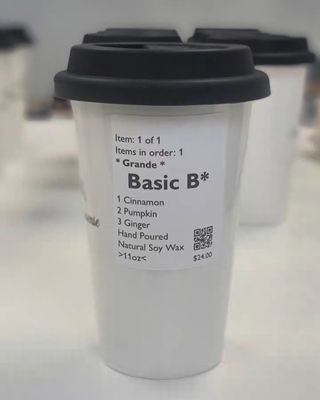 Item: 1 of 1
Items in order: 1
* Grande *
Basic B*
1 Cinnamon
2 Pumpkin
3 Ginger
Hand Poured
Natural Soy Wax
>11oz<
$24.00